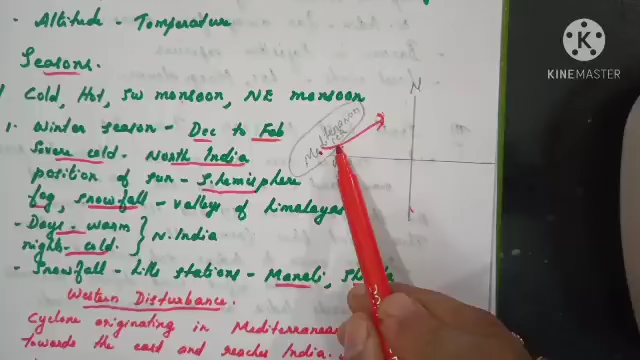 • Altitude - Temperature
Seasons.
Cold, Hot, SW monsoon, NE monsoon
1. Winter season - Dec to Feb
Severe cold - North India
position of sun - S.hemisphere
fog, snowfall - valleys of himalayas
- Days - warm
nights - cold. } N. India
• Snowfall - hills stations - Manali,
Western Disturbance.
Cyclone originating in Mediterranean
towards the east and reaches India.
N
K
KINEMASTER